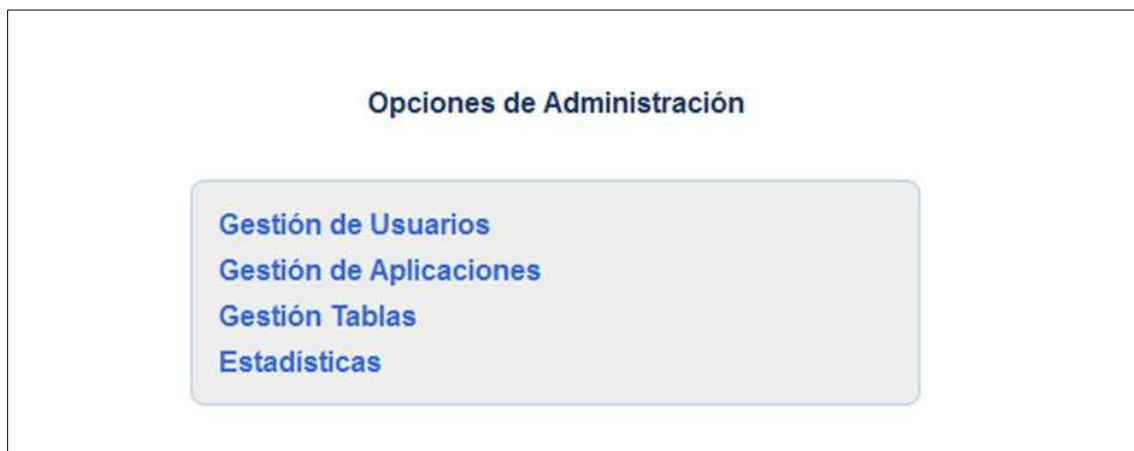 Opciones de Administración
Gestión de Usuarios
Gestión de Aplicaciones
Gestión Tablas
Estadísticas